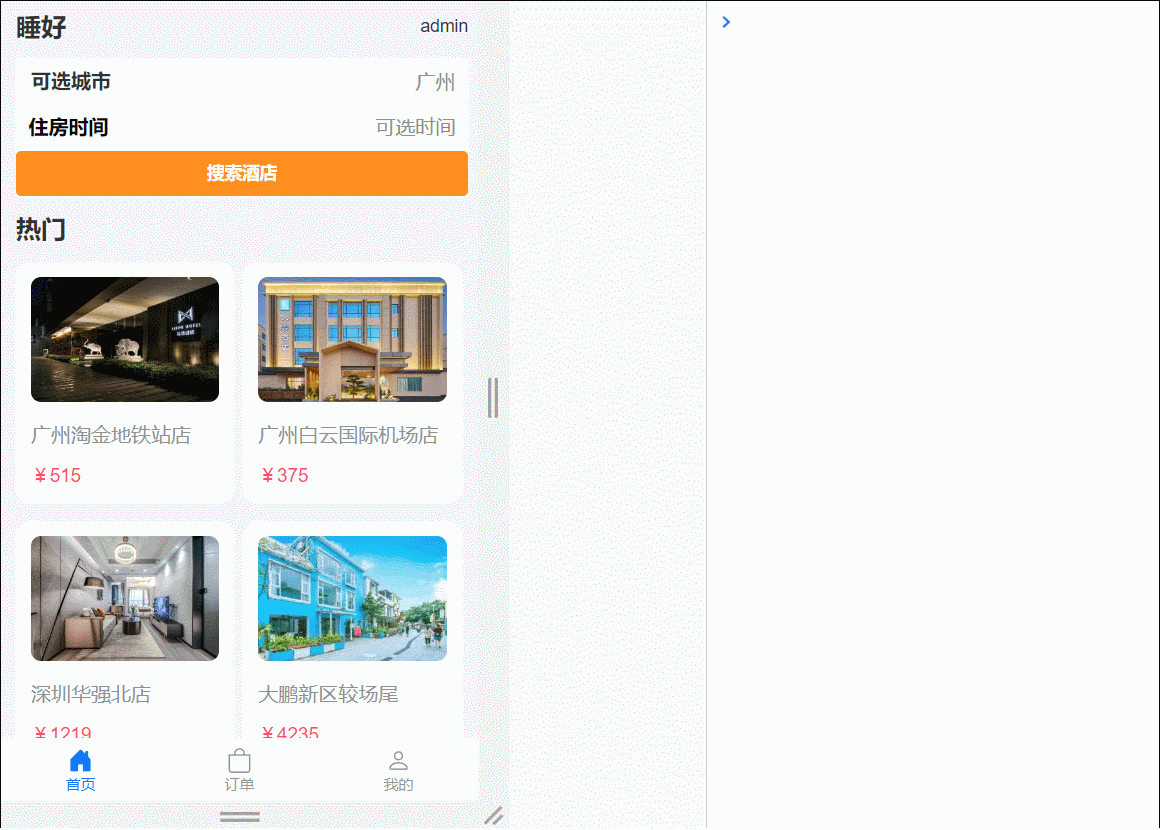 睡好
admin
可选城市
广州
住房时间
可选时间
搜索酒店
热门
广州淘金地铁站店
广州白云国际机场店
￥515
￥375
深圳华强北店
大鹏新区较场尾
￥1219
￥4235
首页
订单
我的